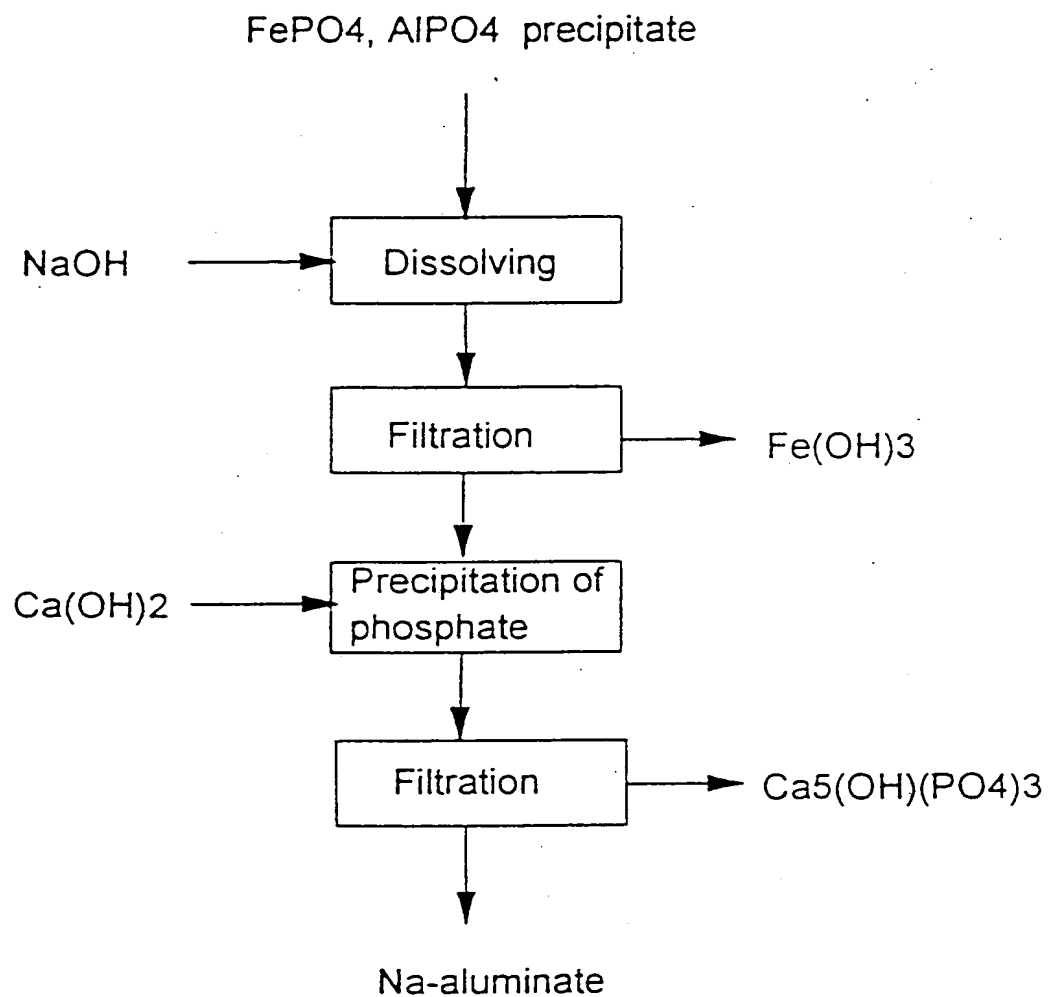 FePO4, AlPO4 precipitate
NaOH
Dissolving
Filtration
Fe(OH)3
Ca(OH)2
Precipitation of
phosphate
Filtration
Ca5(OH)(PO4)3
Na-aluminate